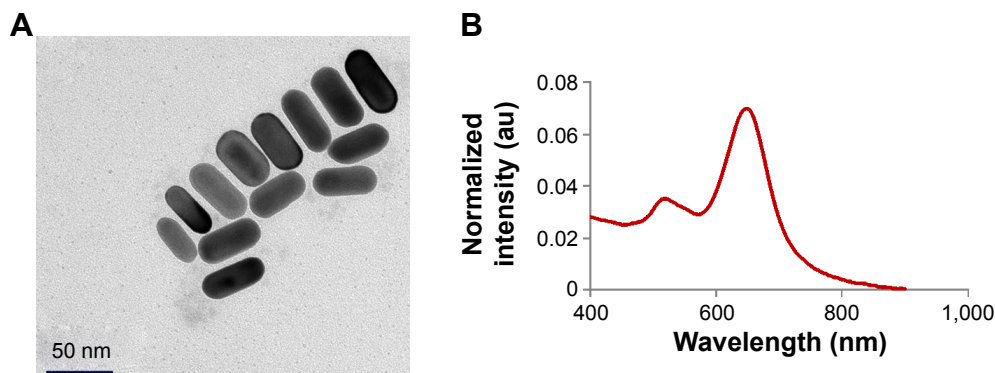 A
50 nm
B
Normalized
intensity (au)
0.08
0.06
0.04
0.02
0
400
600
800
1,000
Wavelength (nm)